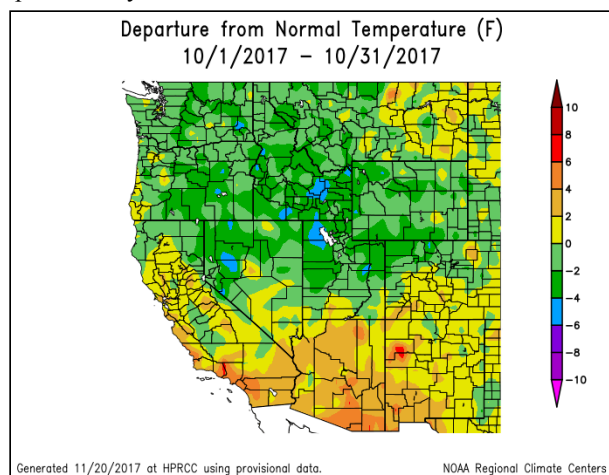 Departure from Normal Temperature (F)
10/1/2017 – 10/31/2017
10
8
6
4
2
0
−2
−4
−6
−8
−10
Generated 11/20/2017 at HPRCC using provisional data.
NOAA Regional Climate Centers